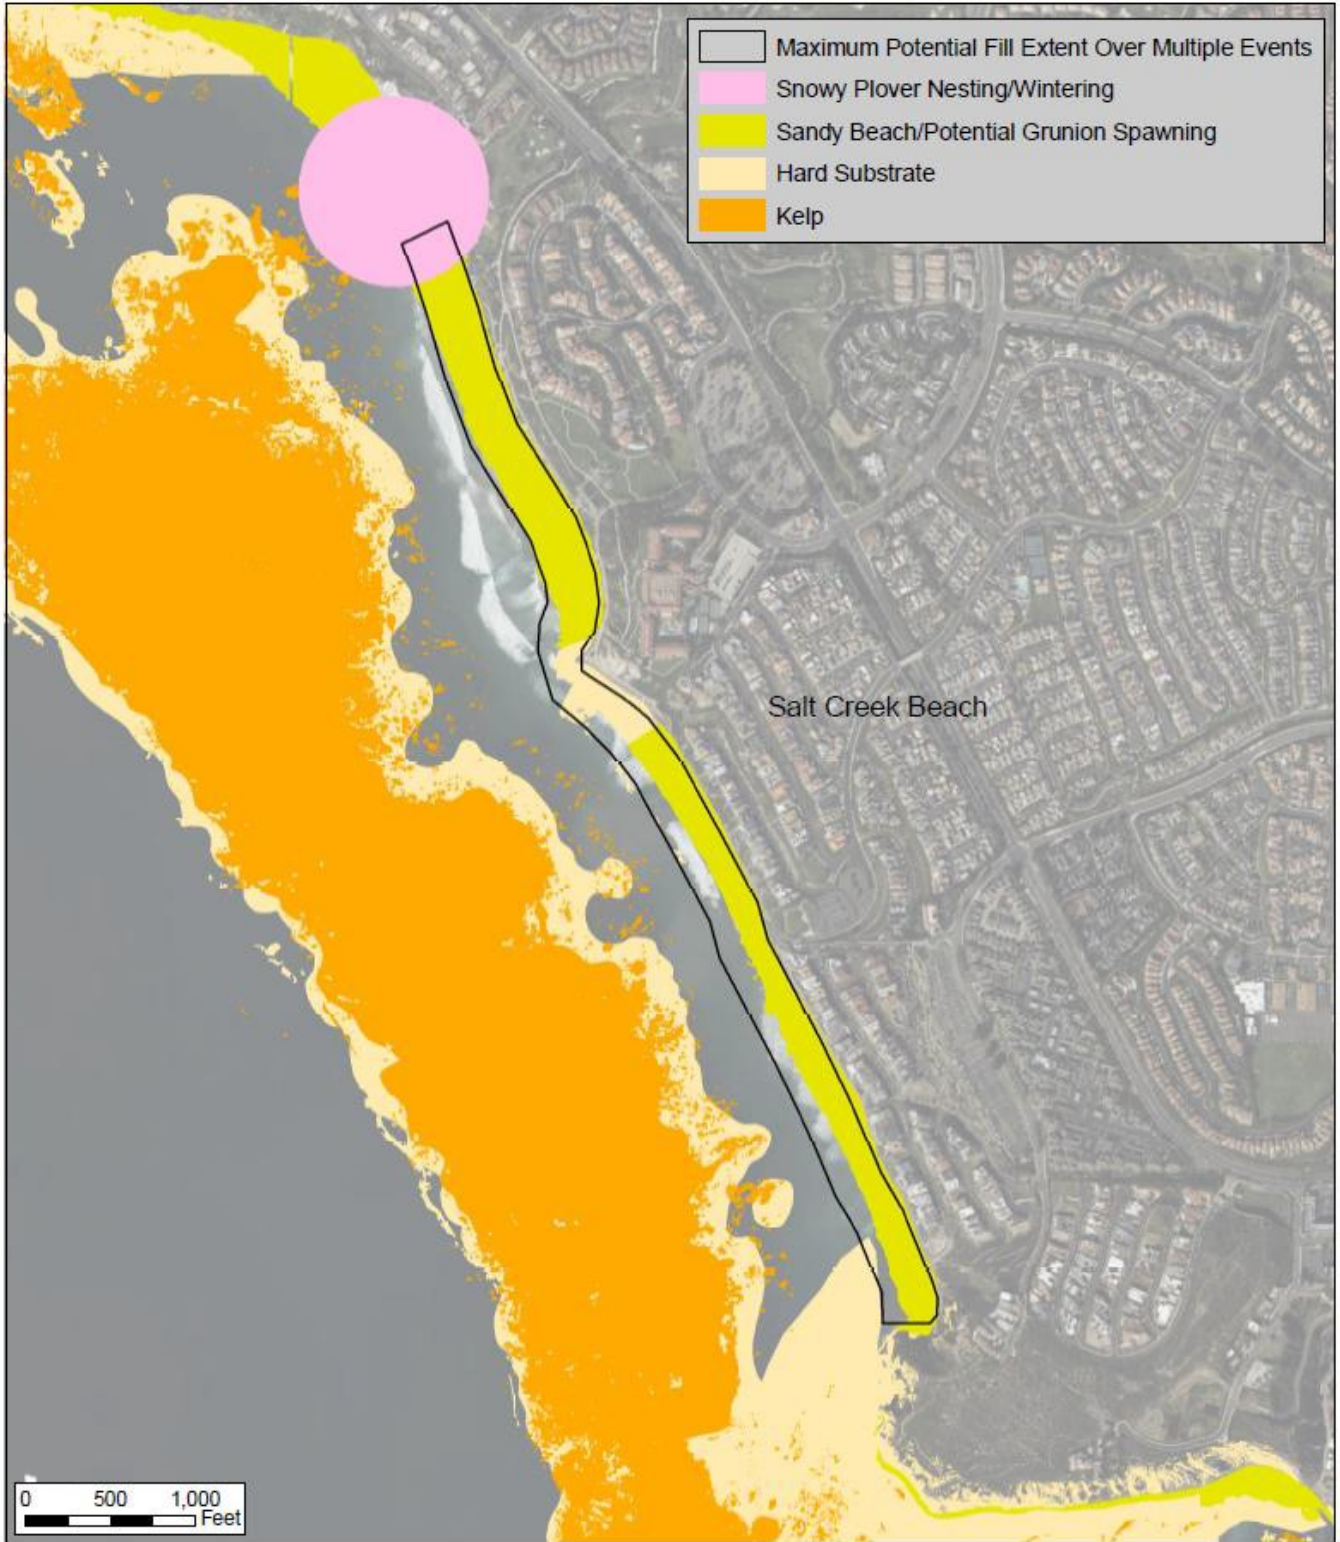 Maximum Potential Fill Extent Over Multiple Events
Snowy Plover Nesting/Wintering
Sandy Beach/Potential Grunion Spawning
Hard Substrate
Kelp
Salt Creek Beach
0 500 1,000
Feet